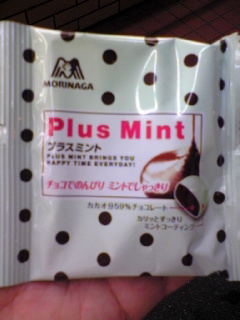 MORINAGA
Plus Mint
プラスミント
PLUS MINT BRINGS YOU
HAPPY TIME EVERYDAY!
チョコでのんびり ミントでしゃっきり
カカオ分59%チョコレート
カリッとすっきり
ミントコーティング